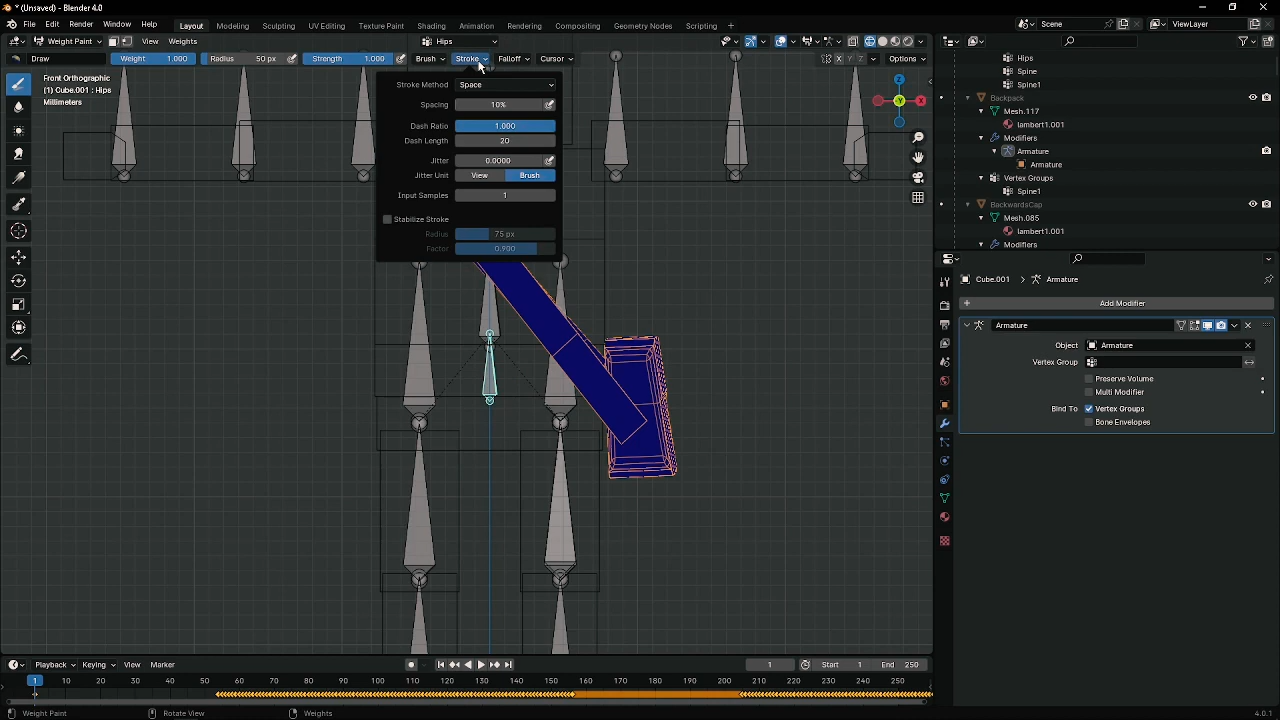 * (Unsaved) - Blender 4.0
File Edit Render Window Help
Layout Modeling Sculpting UV Editing Texture Paint Shading Animation Rendering Compositing Geometry Nodes Scripting +
Scene
ViewLayer
Weight Paint View Weights
Hips
Draw Weight 1.000 Radius 50 px Strength 1.000 Brush Stroke Falloff Cursor
X Y Z Options
Front Orthographic
(1) Cube.001 : Hips
Millimeters
Stroke Method Space
Spacing 10%
Dash Ratio 1.000
Dash Length 20
Jitter 0.0000
Jitter Unit View Brush
Input Samples 1
Stabilize Stroke
Radius 75 px
Factor 0.900
Y
X
Z
Hips
Spine
Spine1
Backpack
Mesh.117
lambert1.001
Modifiers
Armature
Armature
Vertex Groups
Spine1
BackwardsCap
Mesh.085
lambert1.001
Modifiers
Cube.001 > Armature
+ Add Modifier
Armature
Object Armature
Vertex Group
Preserve Volume
Multi Modifier
Bind To Vertex Groups
Bone Envelopes
Playback Keying View Marker
1 Start 1 End 250
1 10 20 30 40 50 60 70 80 90 100 110 120 130 140 150 160 170 180 190 200 210 220 230 240 250
Weight Paint Rotate View Weights
4.0.1